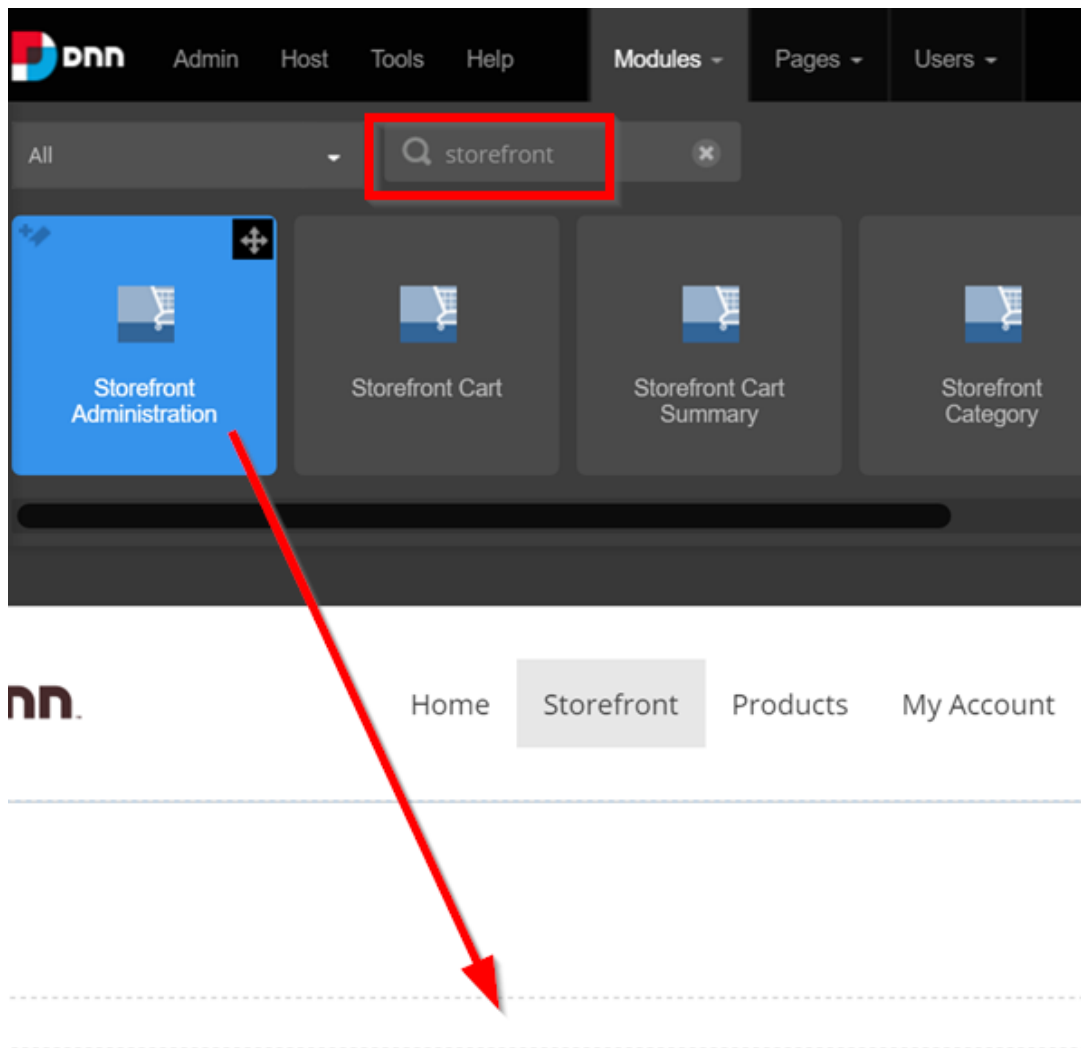 DNN Admin Host Tools Help Modules Pages Users
All storefront
Storefront
Administration
Storefront Cart
Storefront Cart
Summary
Storefront
Category
nn. Home Storefront Products My Account